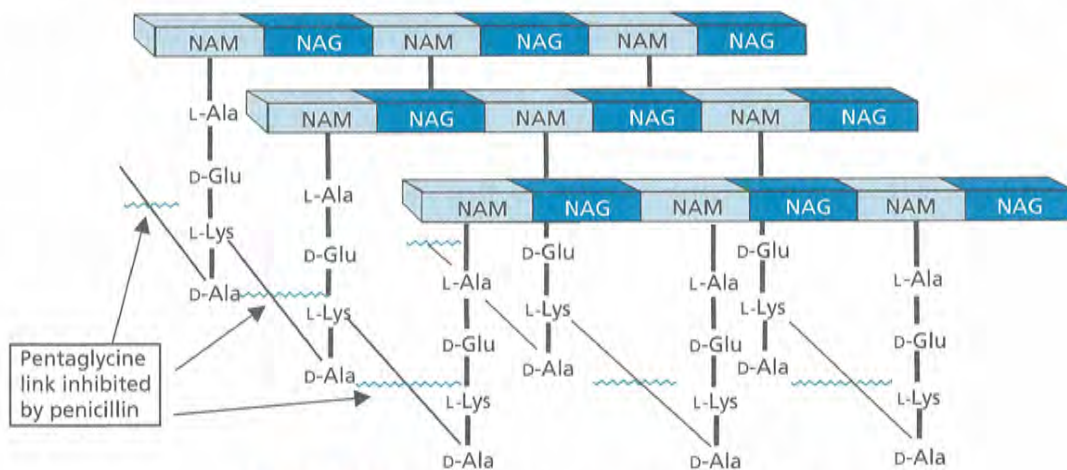 NAM NAG NAM NAG NAM NAG
L-Ala
NAM NAG NAM NAG NAM NAG
D-Glu
L-Ala
NAM NAG NAM NAG NAM NAG
L-Lys
D-Glu
D-Glu
D-Glu
L-Ala
L-Ala
L-Ala
D-Ala
L-Lys
L-Lys
L-Lys
Pentaglycine
link inhibited
by penicillin
D-Glu
D-Glu
D-Glu
D-Ala
D-Ala
D-Ala
L-Lys
L-Lys
L-Lys
D-Ala
D-Ala
D-Ala